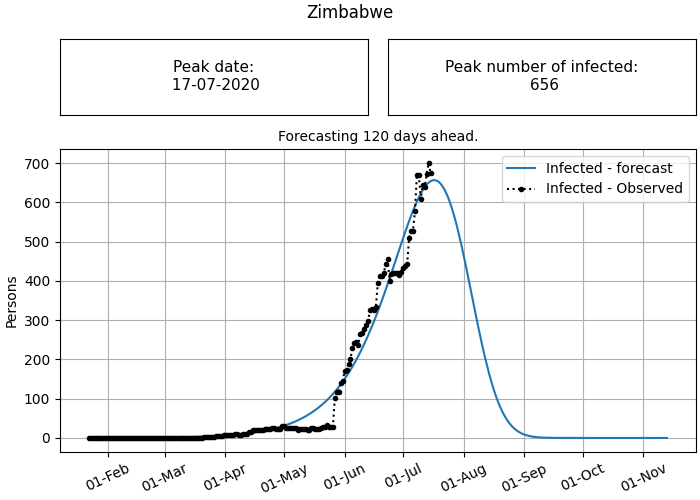 Zimbabwe
Peak date:
17-07-2020
Peak number of infected:
656
Forecasting 120 days ahead.
Infected - forecast
Infected - Observed
Persons
700
600
500
400
300
200
100
0
01-Feb
01-Mar
01-Apr
01-May
01-Jun
01-Jul
01-Aug
01-Sep
01-Oct
01-Nov